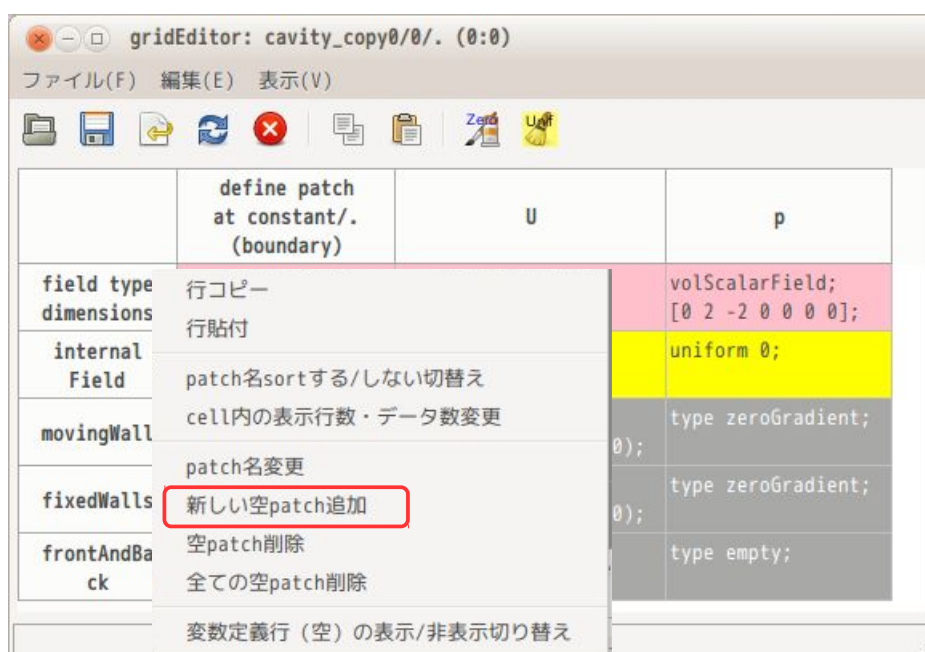 gridEditor: cavity_copy0/0/. (0:0)
ファイル(F) 編集(E) 表示(V)
Zero
Unif
define patch
at constant/.
(boundary)
U
p
field type
dimensions
volScalarField;
[0 2 -2 0 0 0 0];
internal
Field
uniform 0;
movingWall
0);
type zeroGradient;
fixedWalls
0);
type zeroGradient;
frontAndBa
ck
type empty;
行コピー
行貼付
patch名sortする/しない切替え
cell内の表示行数・データ数変更
patch名変更
新しい空patch追加
空patch削除
全ての空patch削除
変数定義行（空）の表示/非表示切り替え